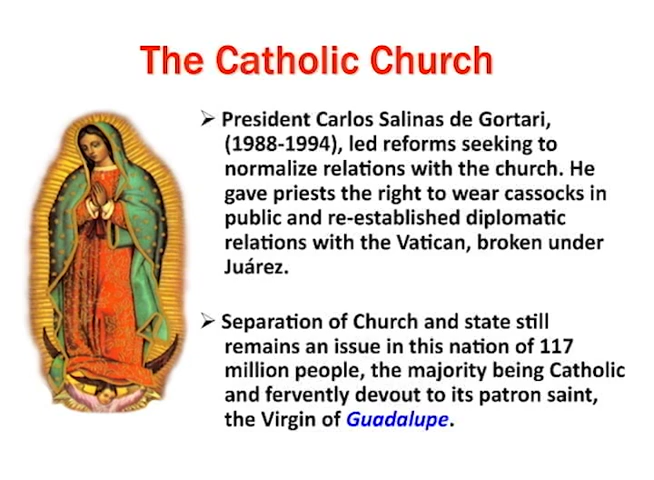 The Catholic Church
➢ President Carlos Salinas de Gortari,
(1988-1994), led reforms seeking to
normalize relations with the church. He
gave priests the right to wear cassocks in
public and re-established diplomatic
relations with the Vatican, broken under
Juárez.
➢ Separation of Church and state still
remains an issue in this nation of 117
million people, the majority being Catholic
and fervently devout to its patron saint,
the Virgin of Guadalupe.